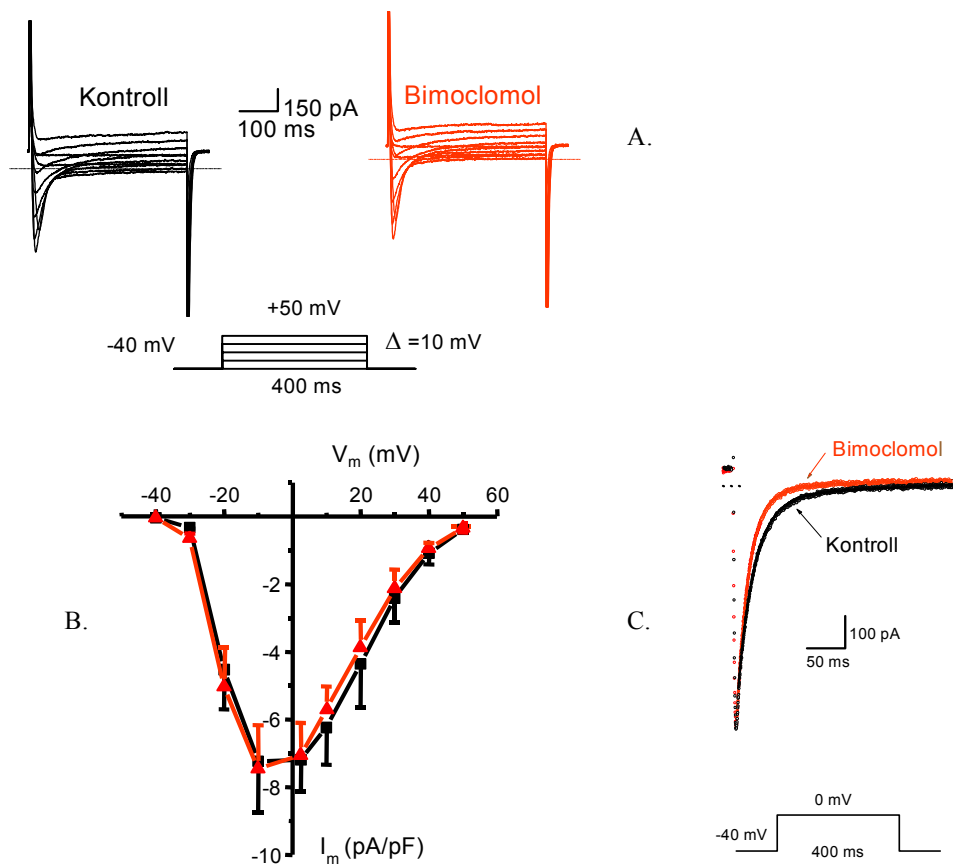 Kontroll
150 pA
100 ms
Bimoclomol
A.
+50 mV
-40 mV
Δ =10 mV
400 ms
V_m (mV)
-40
-20
20
40
60
-2
-4
-6
-8
-10
B.
I_m (pA/pF)
Bimoclomol
Kontroll
C.
100 pA
50 ms
0 mV
-40 mV
400 ms